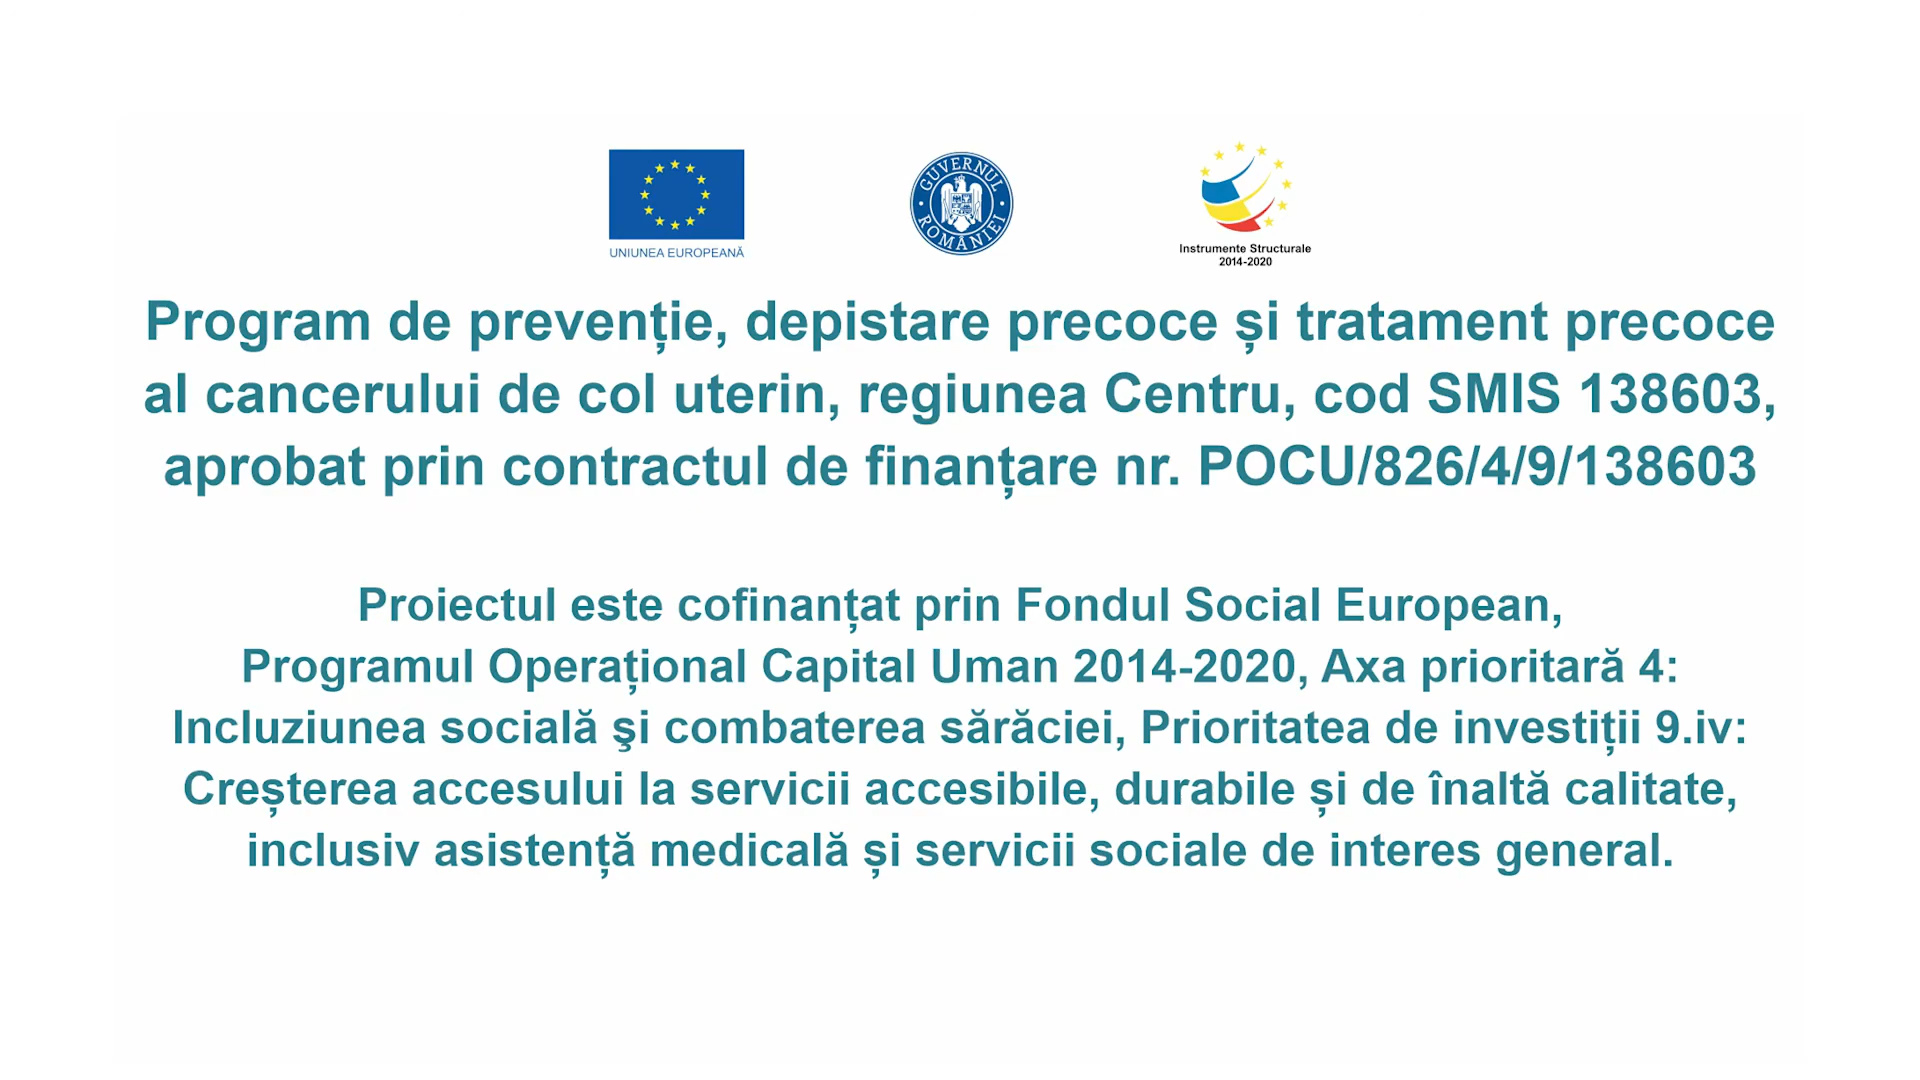 UNIUNEA EUROPEANĂ
GUVERNUL ROMÂNIEI
Instrumente Structurale
2014-2020
Program de prevenție, depistare precoce și tratament precoce
al cancerului de col uterin, regiunea Centru, cod SMIS 138603,
aprobat prin contractul de finanțare nr. POCU/826/4/9/138603
Proiectul este cofinanțat prin Fondul Social European,
Programul Operațional Capital Uman 2014-2020, Axa prioritară 4:
Incluziunea socială şi combaterea sărăciei, Prioritatea de investiții 9.iv:
Creșterea accesului la servicii accesibile, durabile și de înaltă calitate,
inclusiv asistență medicală și servicii sociale de interes general.